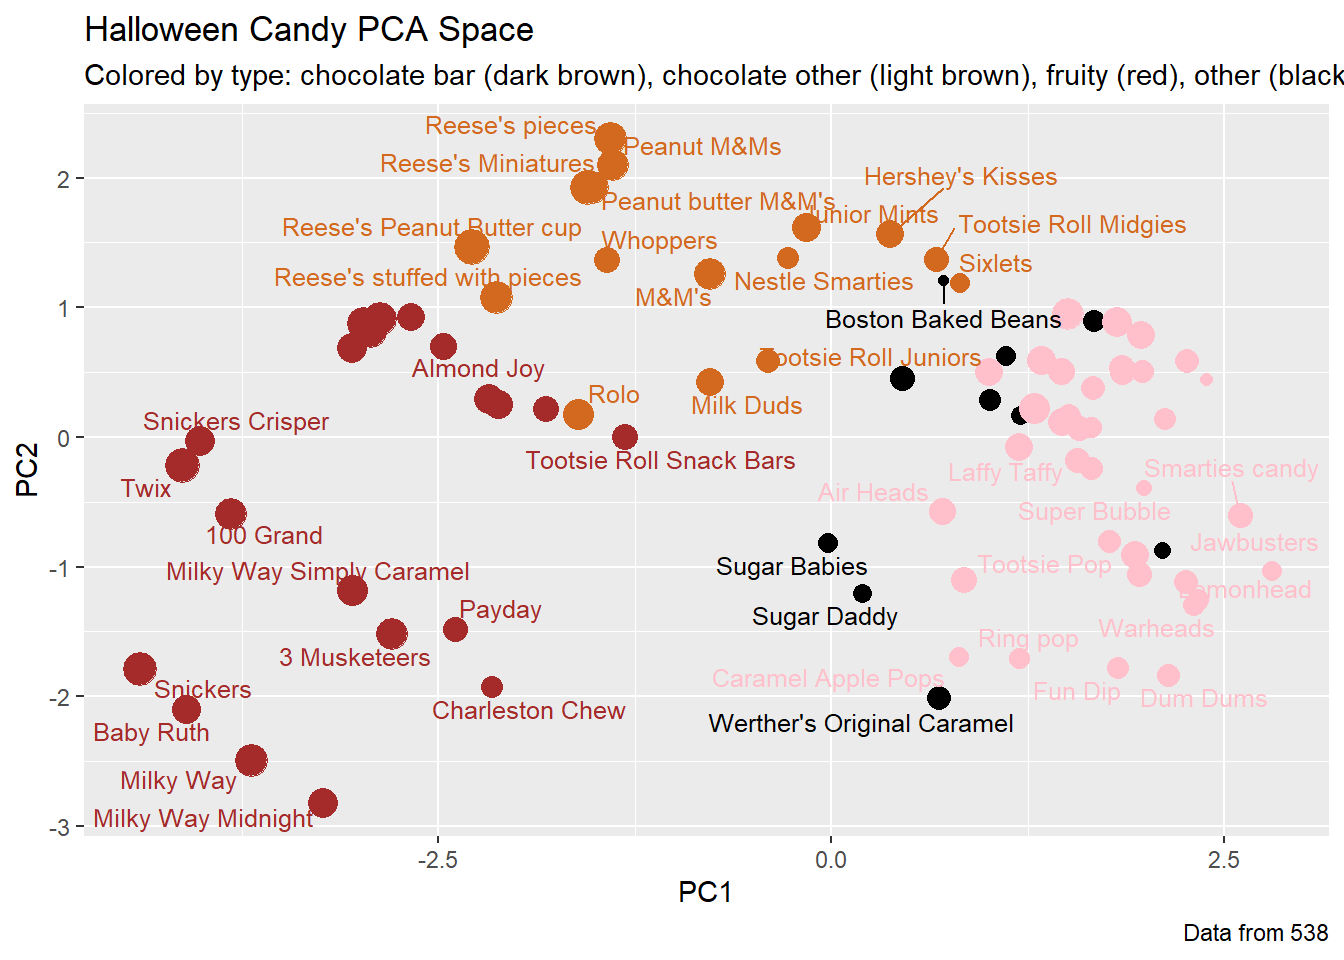 Halloween Candy PCA Space
Colored by type: chocolate bar (dark brown), chocolate other (light brown), fruity (red), other (black
Reese's pieces
Peanut M&Ms
Reese's Miniatures
Hershey's Kisses
Peanut butter M&M's
Junior Mints
Reese's Peanut Butter cup
Tootsie Roll Midgies
Whoppers
Sixlets
Reese's stuffed with pieces
Nestle Smarties
M&M's
Boston Baked Beans
Tootsie Roll Juniors
Almond Joy
Rolo
Milk Duds
Snickers Crisper
Tootsie Roll Snack Bars
Smarties candy
Laffy Taffy
Twix
Air Heads
Super Bubble
100 Grand
Jawbusters
Milky Way Simply Caramel
Sugar Babies
Tootsie Pop
Lemonhead
Payday
Sugar Daddy
Warheads
Ring pop
3 Musketeers
Caramel Apple Pops
Snickers
Fun Dip
Dum Dums
Charleston Chew
Werther's Original Caramel
Baby Ruth
Milky Way
Milky Way Midnight
2
1
0
-1
-2
-3
PC2
-2.5
0.0
2.5
PC1
Data from 538